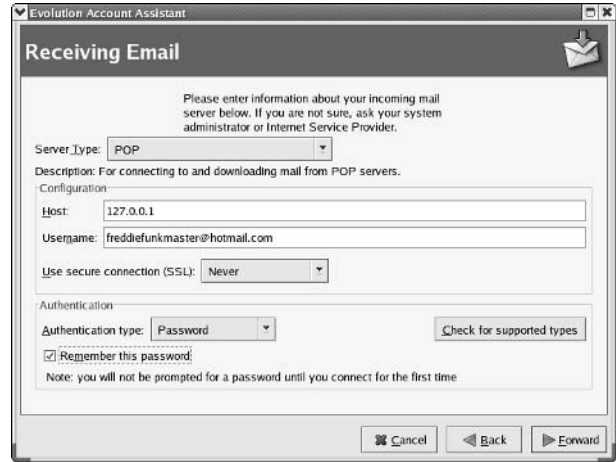 Evolution Account Assistant
Receiving Email
Please enter information about your incoming mail
server below. If you are not sure, ask your system
administrator or Internet Service Provider.
Server Type: POP
Description: For connecting to and downloading mail from POP servers.
Configuration
Host: 127.0.0.1
Username: freddiefunkmaster@hotmail.com
Use secure connection (SSL): Never
Authentication
Authentication type: Password Check for supported types
Remember this password
Note: you will not be prompted for a password until you connect for the first time
Cancel Back Forward